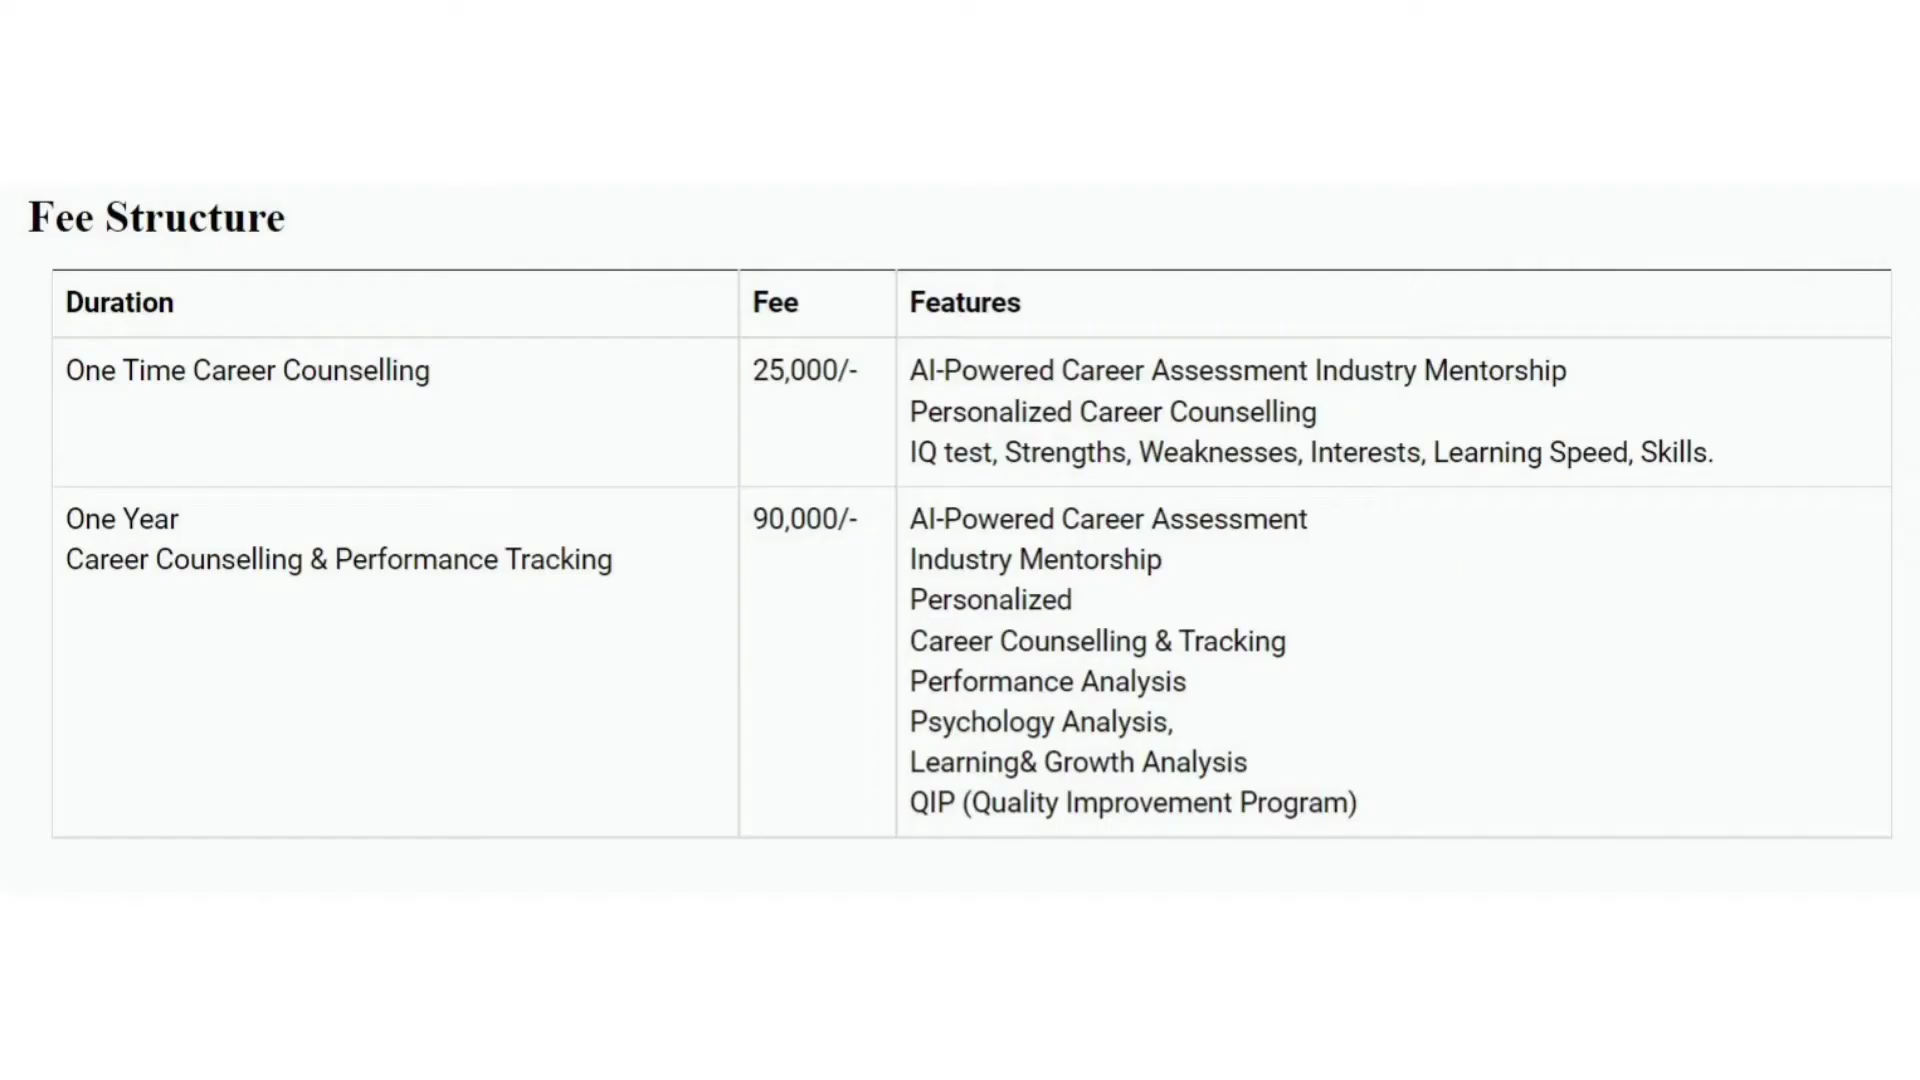 Fee Structure
Duration
Fee
Features
One Time Career Counselling
25,000/-
AI-Powered Career Assessment Industry Mentorship
Personalized Career Counselling
IQ test, Strengths, Weaknesses, Interests, Learning Speed, Skills.
One Year
Career Counselling & Performance Tracking
90,000/-
AI-Powered Career Assessment
Industry Mentorship
Personalized
Career Counselling & Tracking
Performance Analysis
Psychology Analysis,
Learning& Growth Analysis
QIP (Quality Improvement Program)